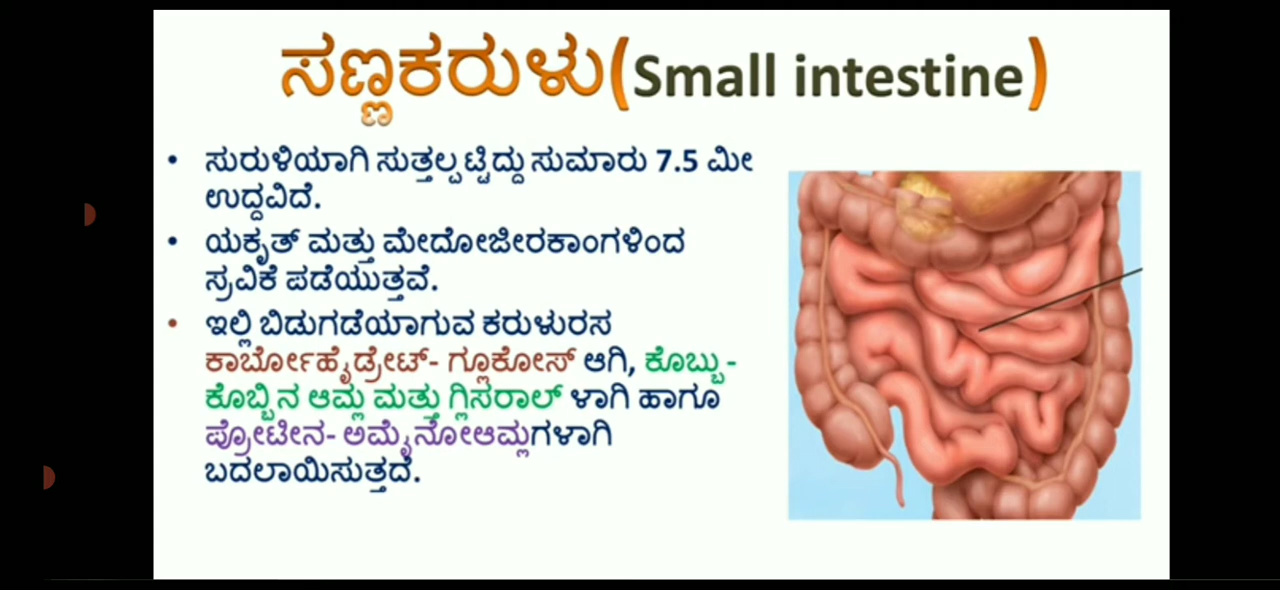 ಸಣ್ಣಕರುಳು(Small intestine)
• ಸುರುಳಿಯಾಗಿ ಸುತ್ತಲ್ಪಟ್ಟಿದ್ದು ಸುಮಾರು 7.5 ಮೀ
ಉದ್ದವಿದೆ.
• ಯಕೃತ್ ಮತ್ತು ಮೇದೋಜೀರಕಾಂಗಳಿಂದ
ಸ್ರವಿಕೆ ಪಡೆಯುತ್ತವೆ.
• ಇಲ್ಲಿ ಬಿಡುಗಡೆಯಾಗುವ ಕರುಳುರಸ
ಕಾರ್ಬೋಹೈಡ್ರೇಟ್- ಗ್ಲೂಕೋಸ್ ಆಗಿ, ಕೊಬ್ಬು-
ಕೊಬ್ಬಿನ ಆಮ್ಲ ಮತ್ತು ಗ್ಲಿಸರಾಲ್ ಳಾಗಿ ಹಾಗೂ
ಪ್ರೋಟೀನ- ಅಮೈನೋಆಮ್ಲಗಳಾಗಿ
ಬದಲಾಯಿಸುತ್ತದೆ.